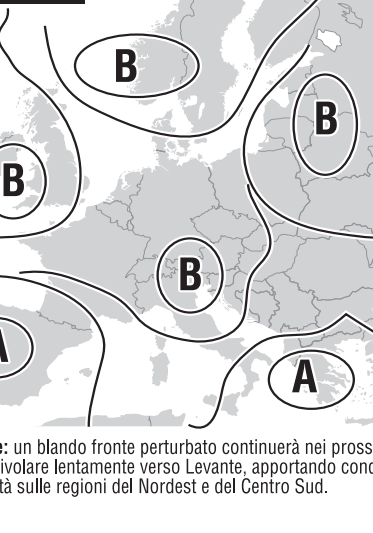 B
B
B
B
A
A
e: un blando fronte perturbato continuerà nei pross
ivolare lentamente verso Levante, apportando cond
tà sulle regioni del Nordest e del Centro Sud.